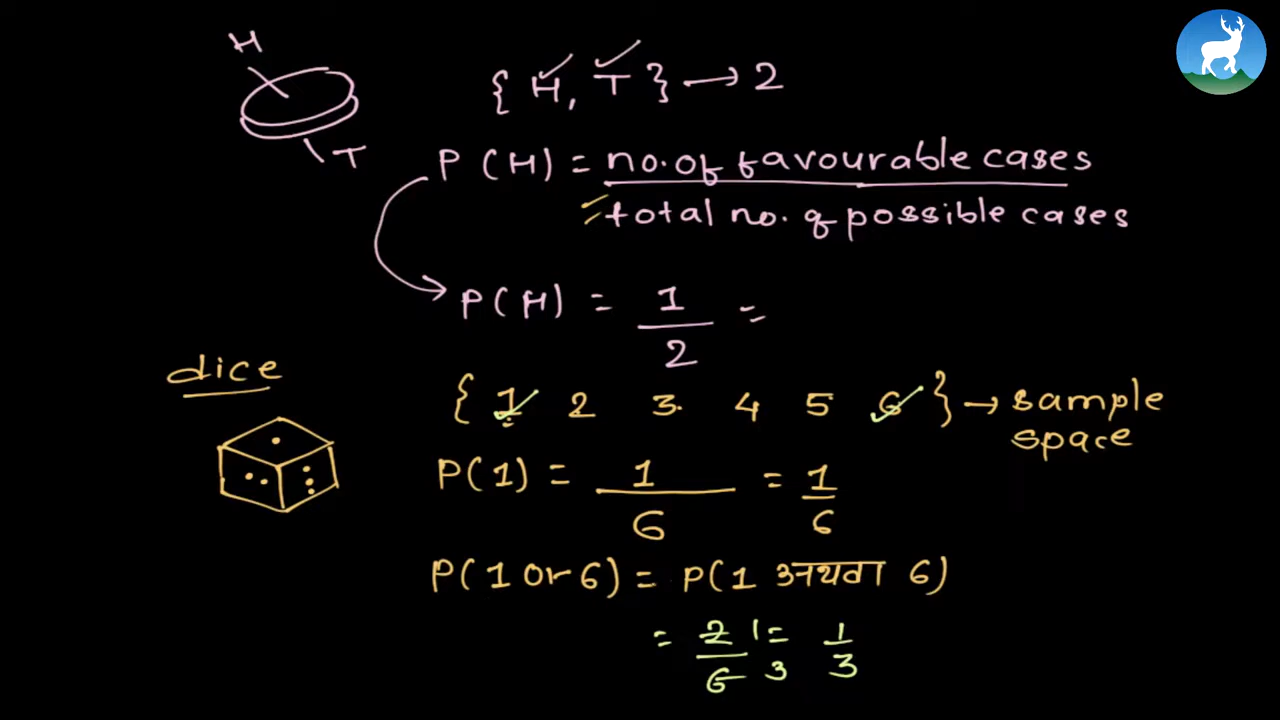 H
{ H, T } → 2
T
P (H) = no. of favourable cases
total no. of possible cases
P(H) = 1/2 =
dice
{ 1 2 3 4 5 6 } → sample space
P(1) = 1/6 = 1/6
P(1 or 6) = P(1 अथवा 6)
= 2/6 1/3 = 1/3